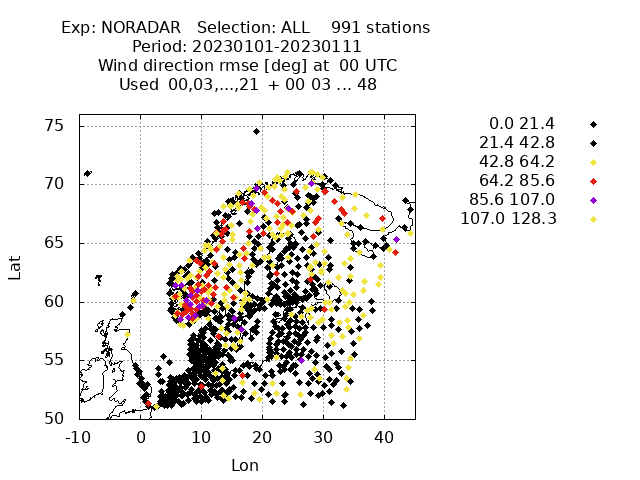 Exp: NORADAR   Selection: ALL    991 stations
Period: 20230101-20230111
Wind direction rmse [deg] at  00 UTC
Used  00,03,...,21  + 00 03 ... 48
0.0 21.4
21.4 42.8
42.8 64.2
64.2 85.6
85.6 107.0
107.0 128.3
75
70
65
60
55
50
Lat
-10 0 10 20 30 40
Lon